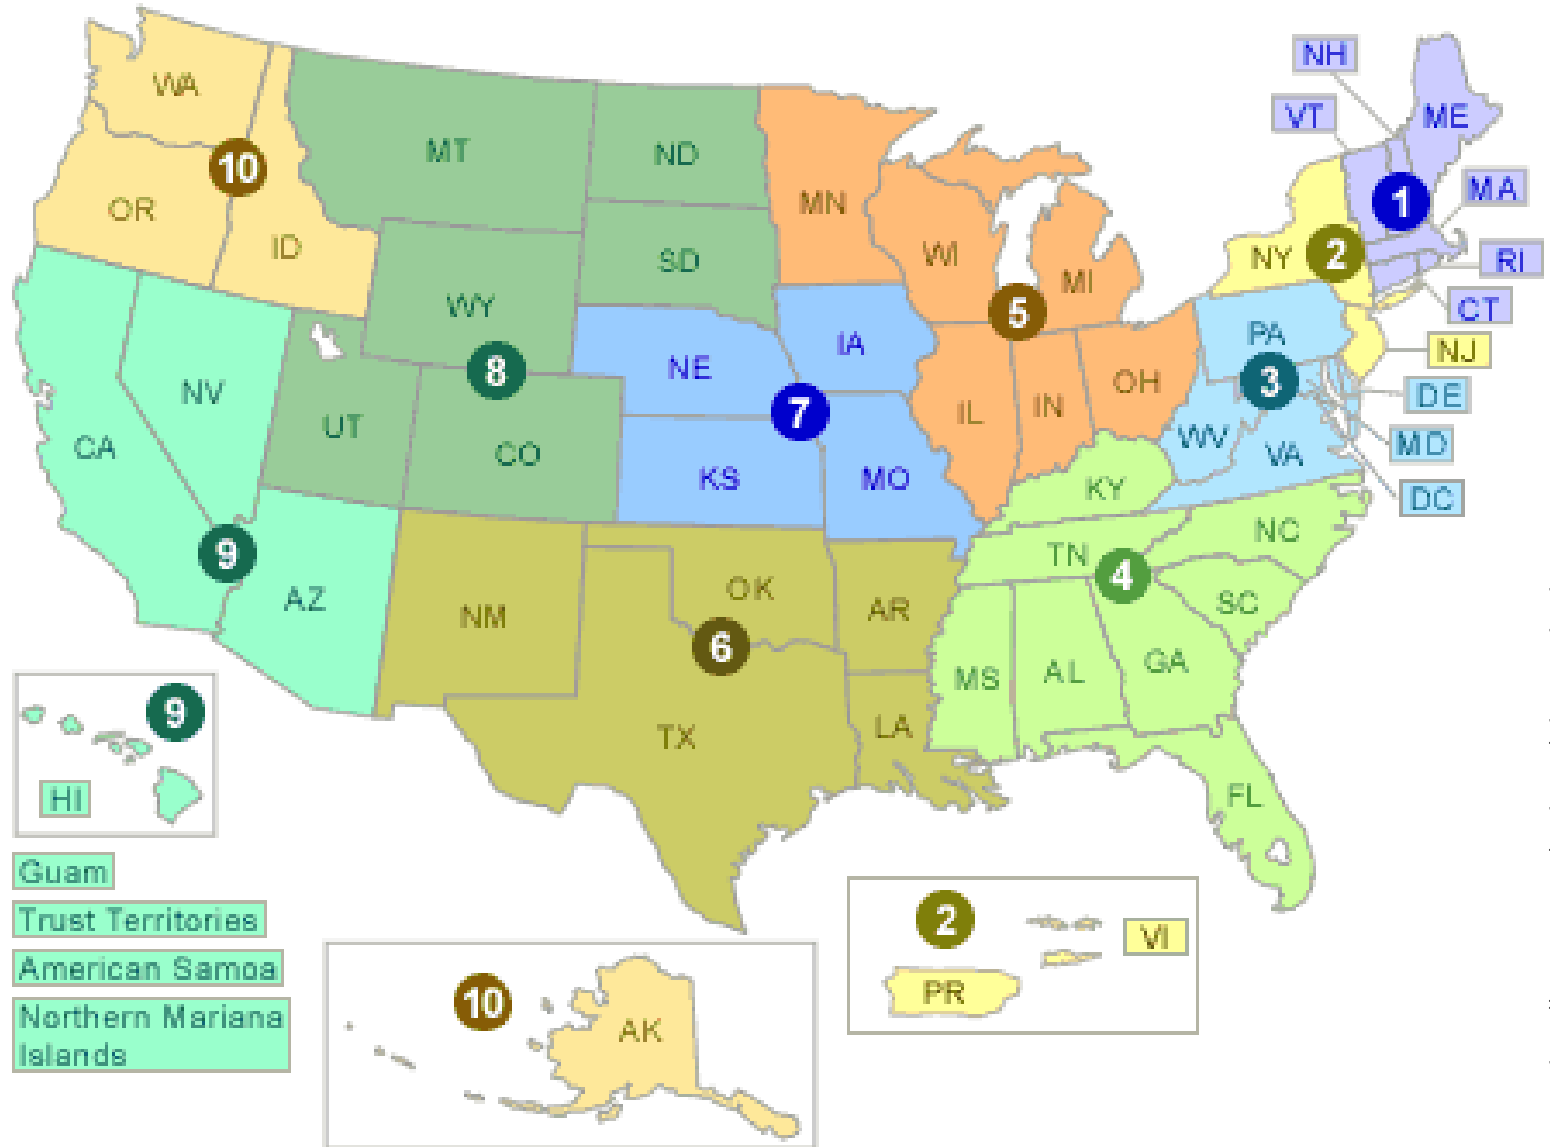 NH
VT
ME
WA
MT
ND
10
MN
MA
1
OR
ID
WI
NY
2
RI
SD
MI
WY
5
CT
PA
IA
NJ
8
NE
3
DE
NV
7
OH
UT
IL
IN
WV
MD
CA
CO
VA
KS
MO
KY
DC
9
NC
TN
4
AZ
OK
AR
SC
NM
6
GA
MS
AL
9
TX
LA
HI
FL
Guam
Trust Territories
2
VI
American Samoa
10
PR
Northern Mariana
Islands
AK